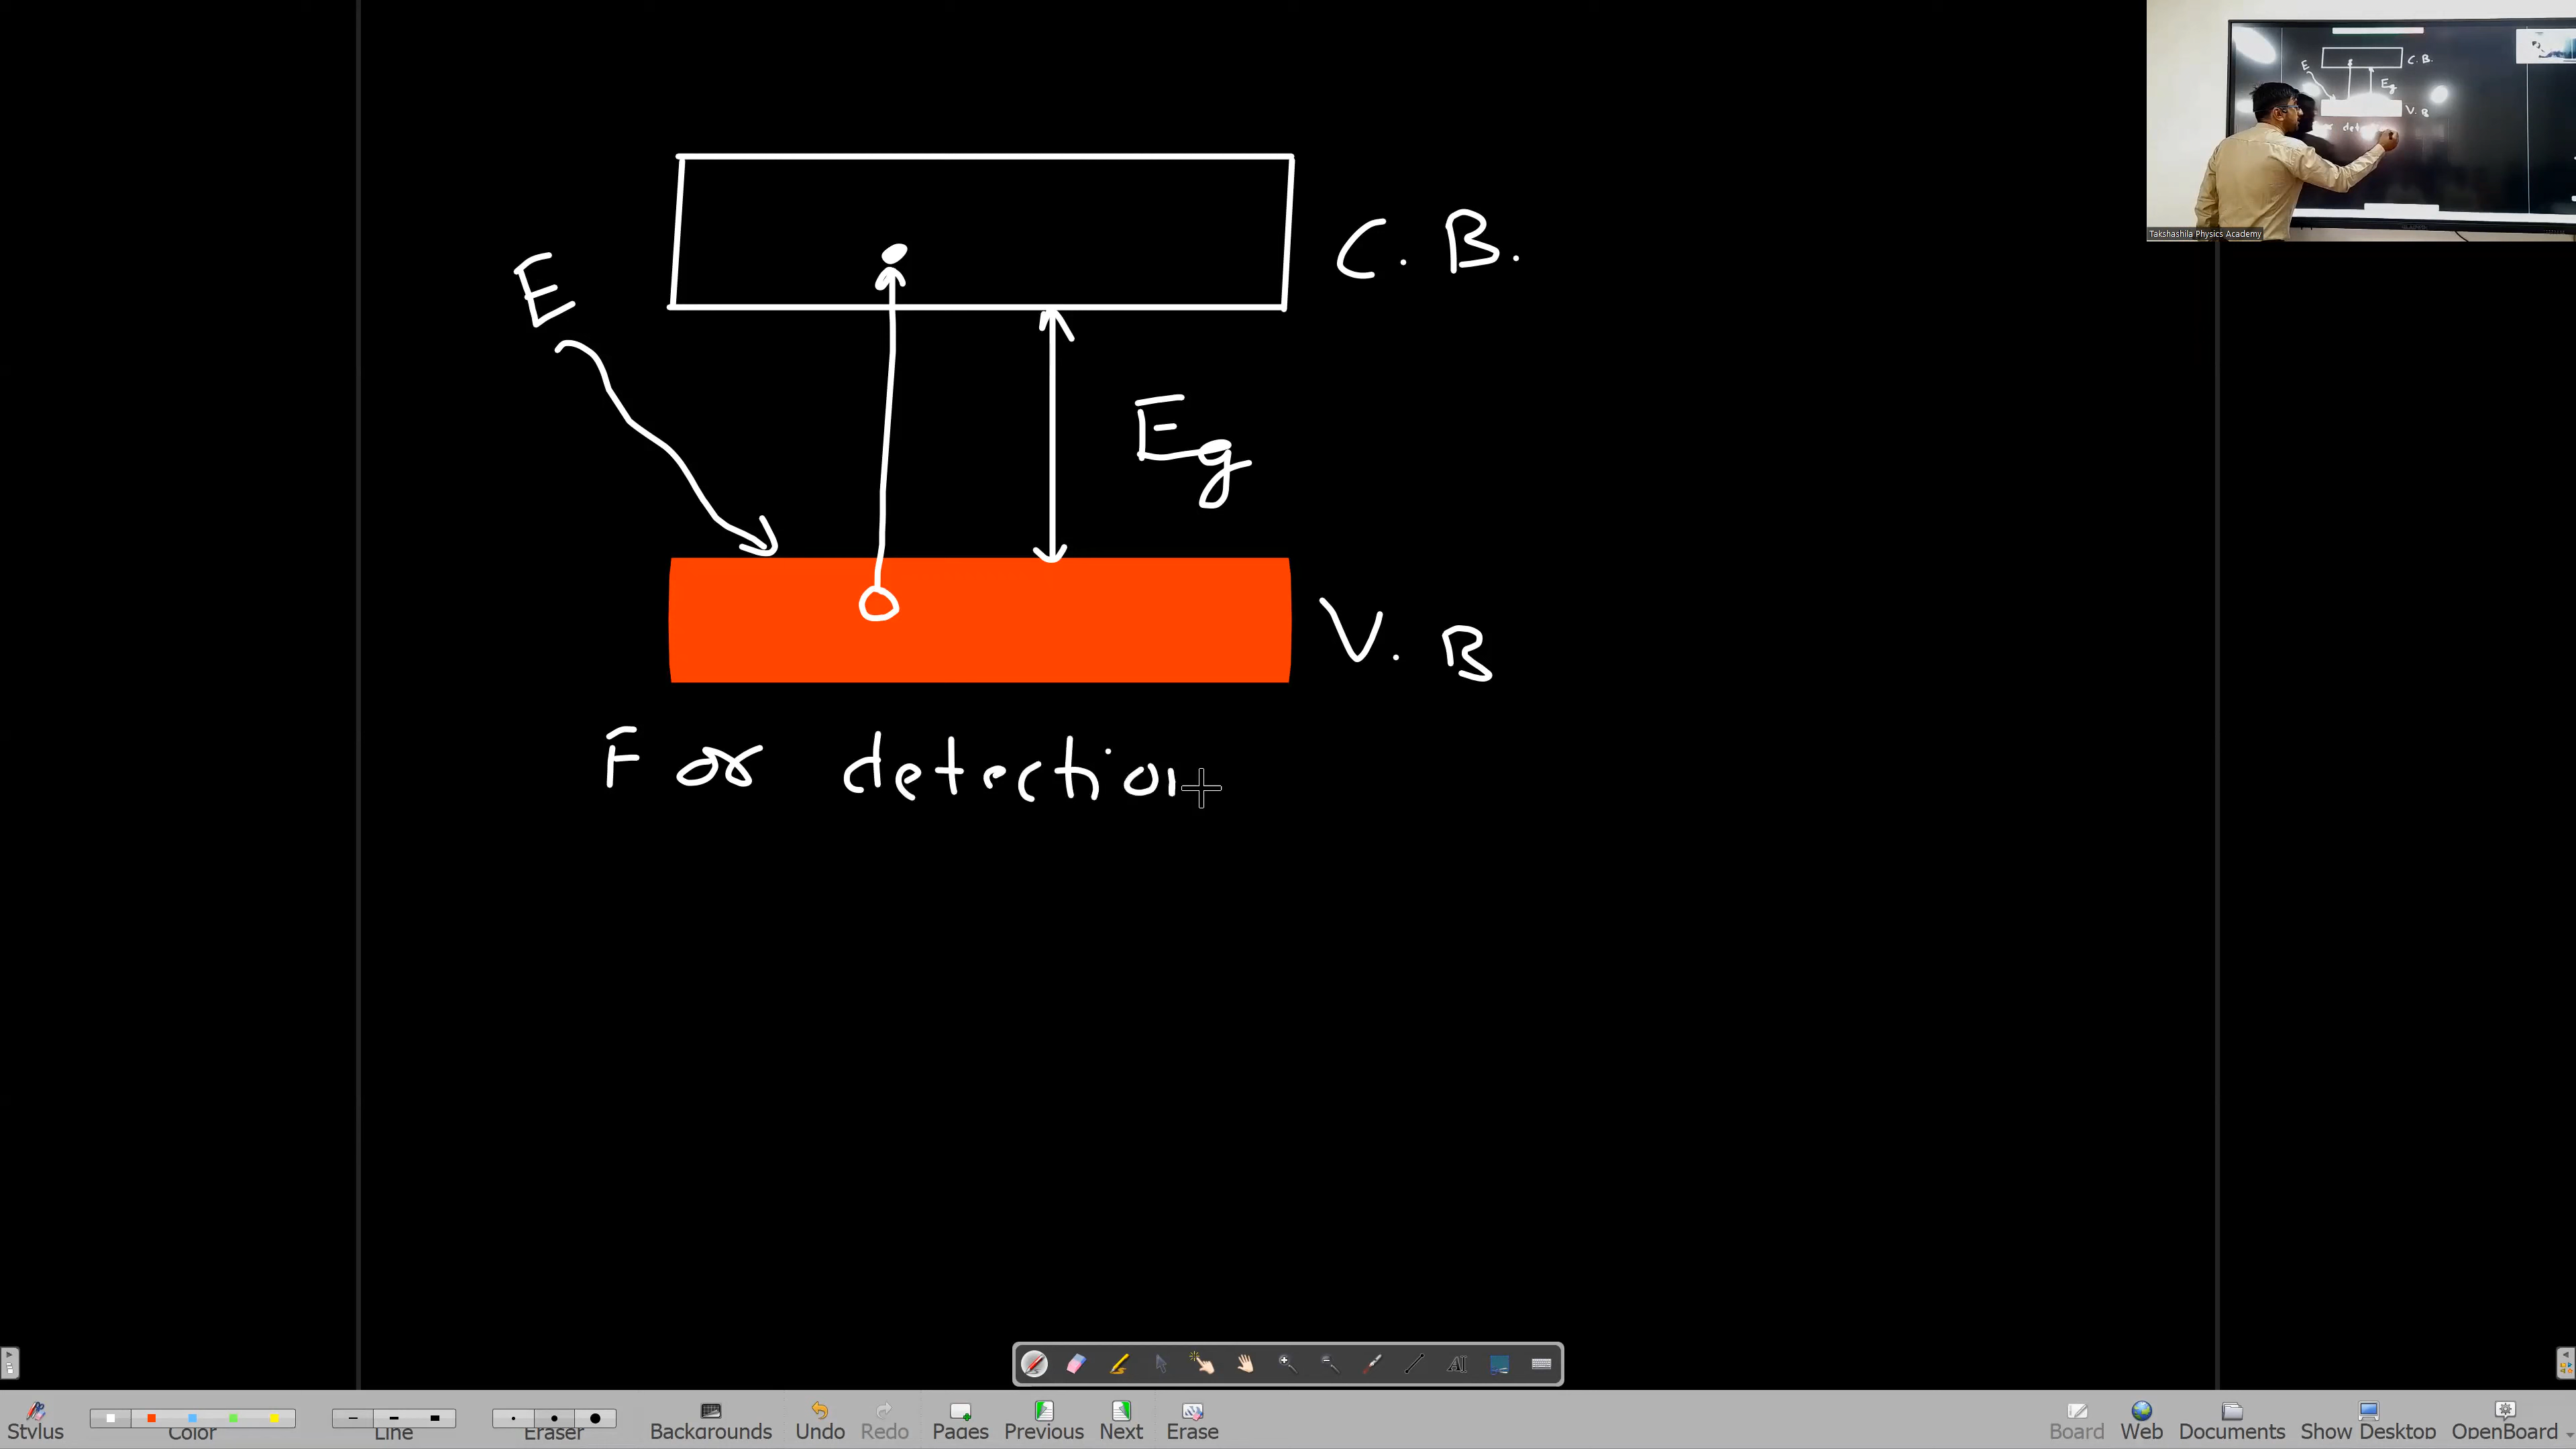 C. B.
E
Eg
V. B
For detection
Takshashila Physics Academy
E
C. B.
Eg
V. B
Stylus
Color
Line
Eraser
Backgrounds
Undo
Redo
Pages
Previous
Next
Erase
Board
Web
Documents
Show Desktop
OpenBoard